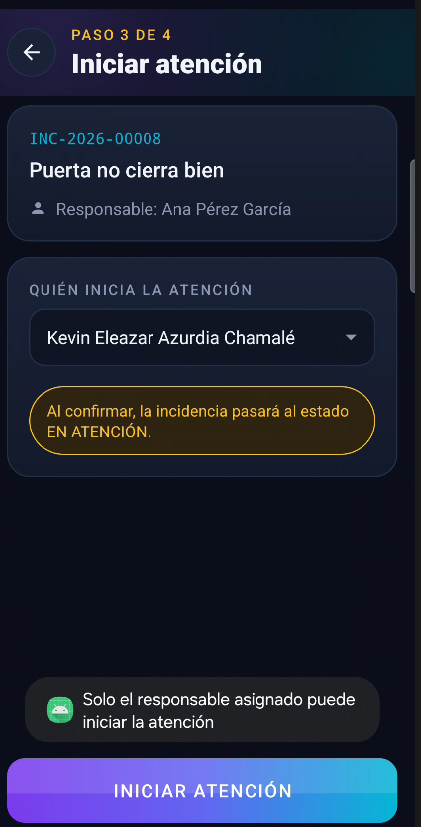 PASO 3 DE 4
Iniciar atención
INC-2026-00008
Puerta no cierra bien
Responsable: Ana Pérez García
QUIÉN INICIA LA ATENCIÓN
Kevin Eleazar Azurdia Chamalé
Al confirmar, la incidencia pasará al estado
EN ATENCIÓN.
Solo el responsable asignado puede
iniciar la atención
INICIAR ATENCIÓN